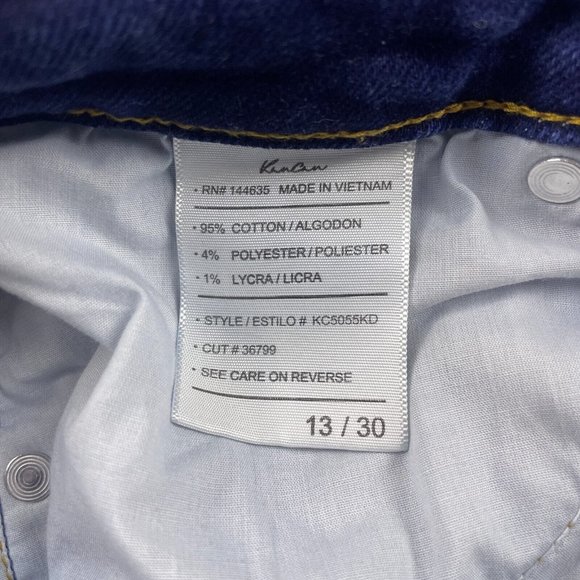 KanCan
• RN# 144635 MADE IN VIETNAM
• 95% COTTON / ALGODON
• 4% POLYESTER / POLIESTER
• 1% LYCRA / LICRA
• STYLE / ESTILO # KC5055KD
• CUT # 36799
• SEE CARE ON REVERSE
13 / 30